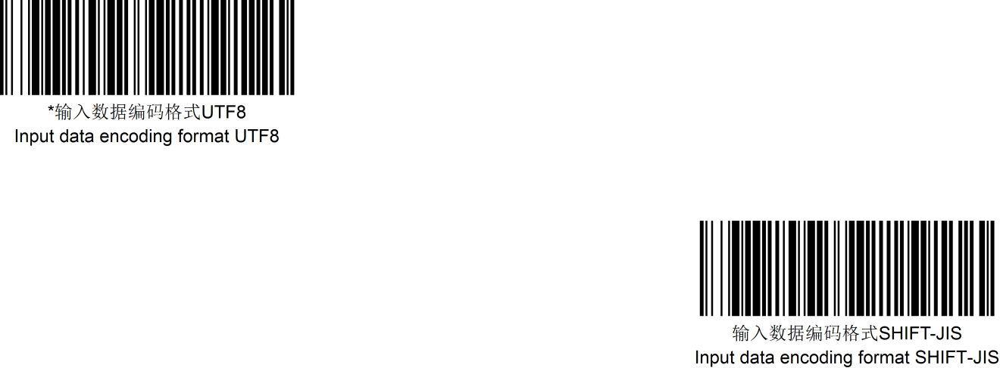 *输入数据编码格式UTF8
Input data encoding format UTF8
输入数据编码格式SHIFT-JIS
Input data encoding format SHIFT-JIS